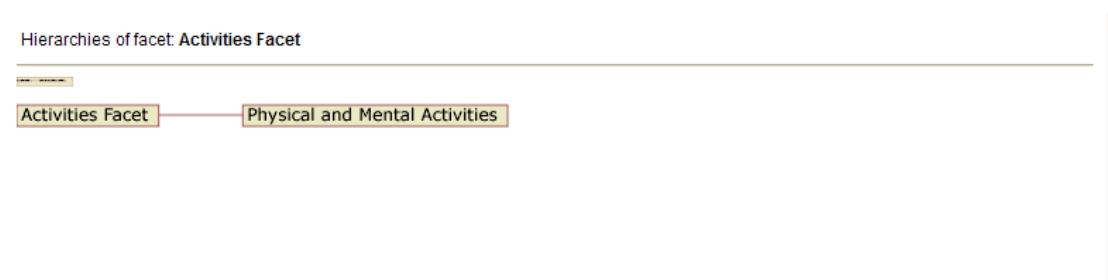 Hierarchies of facet: Activities Facet
Activities Facet
Physical and Mental Activities